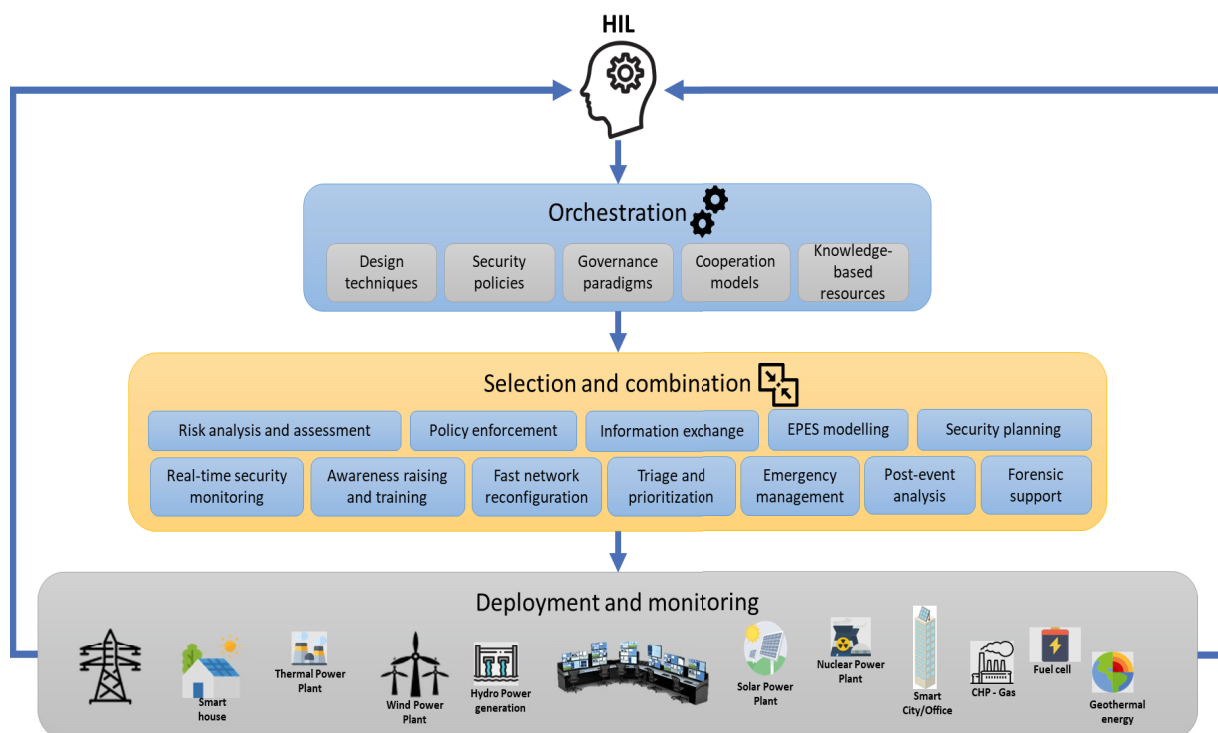 HIL
Orchestration
Design
techniques
Security
policies
Governance
paradigms
Cooperation
models
Knowledge-
based
resources
Selection and combination
Risk analysis and assessment
Policy enforcement
Information exchange
EPES modelling
Security planning
Real-time security
monitoring
Awareness raising
and training
Fast network
reconfiguration
Triage and
prioritization
Emergency
management
Post-event
analysis
Forensic
support
Deployment and monitoring
Smart
house
Thermal Power
Plant
Wind Power
Plant
Hydro Power
generation
Solar Power
Plant
Nuclear Power
Plant
Smart
City/Office
CHP - Gas
Fuel cell
Geothermal
energy